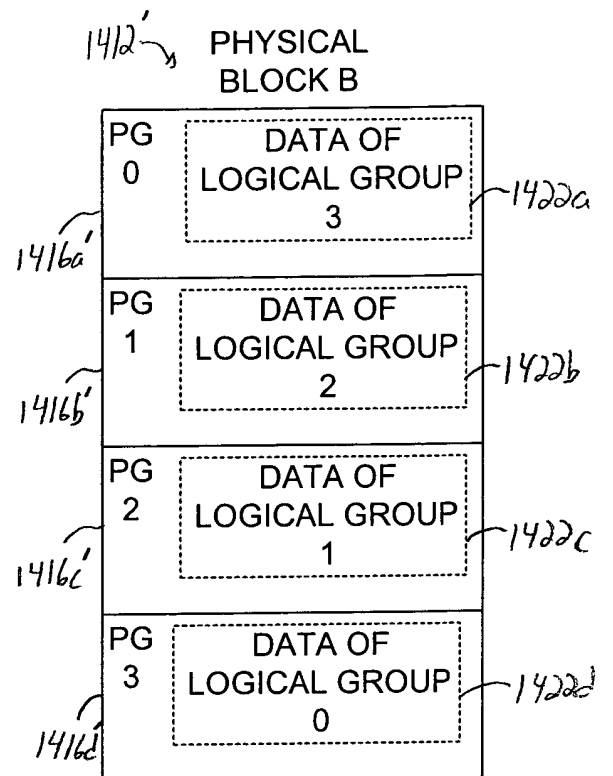 1412'
PHYSICAL
BLOCK B
PG
0
DATA OF
LOGICAL GROUP
3
1422a
1416a'
PG
1
DATA OF
LOGICAL GROUP
2
1422b
1416b'
PG
2
DATA OF
LOGICAL GROUP
1
1422c
1416c'
PG
3
DATA OF
LOGICAL GROUP
0
1422d
1416d'